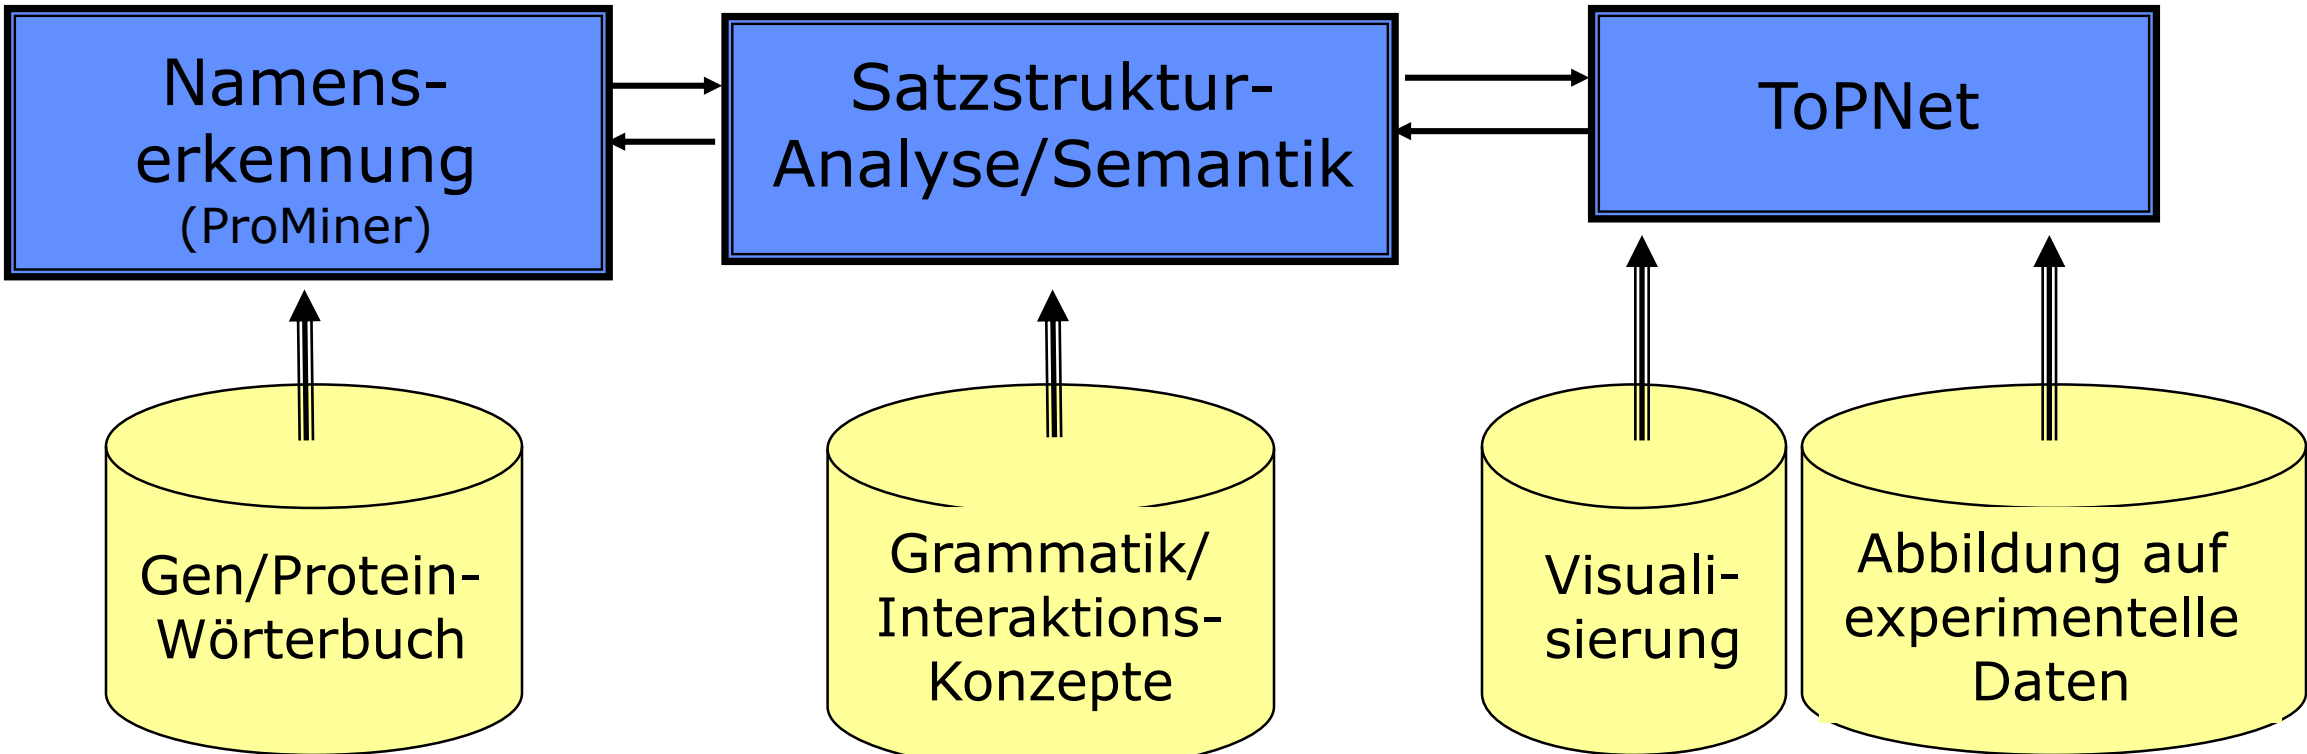 Namens-
erkennung
(ProMiner)
Satzstruktur-
Analyse/Semantik
ToPNet
Gen/Protein-
Wörterbuch
Grammatik/
Interaktions-
Konzepte
Visuali-
sierung
Abbildung auf
experimentelle
Daten